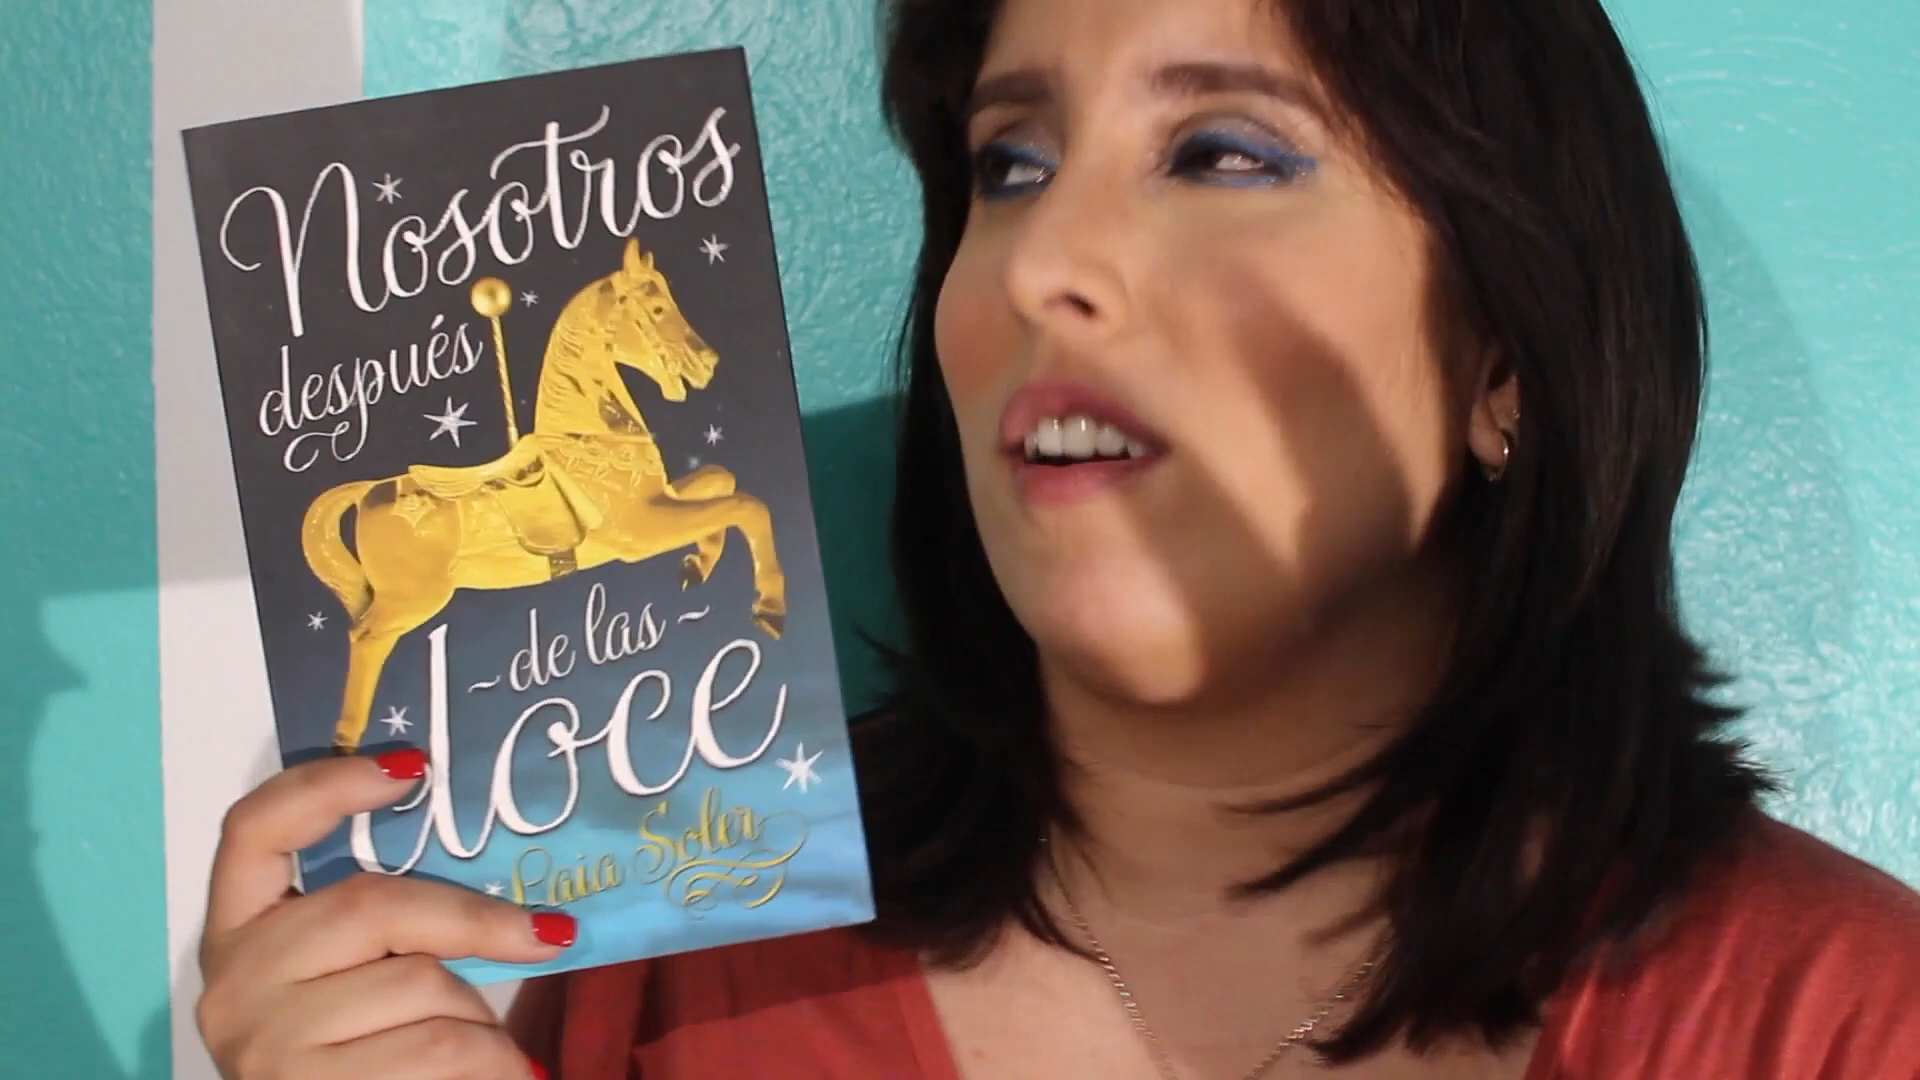 Nosotros
después
~ de las ~
doce
Laia Soler